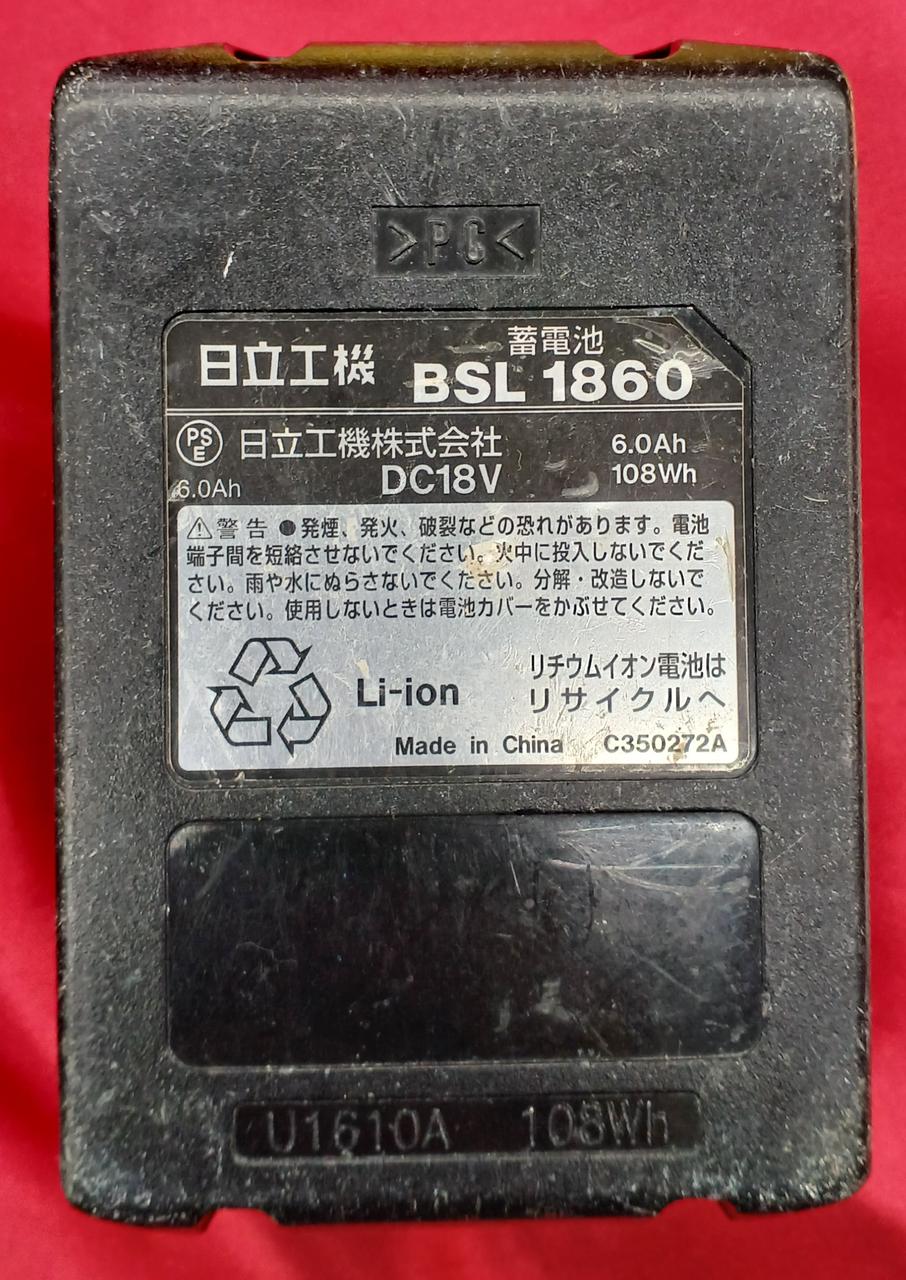 >PC<
蓄電池
日立工機 BSL 1860
PSE 日立工機株式会社 6.0Ah
6.0Ah DC18V 108Wh
⚠警告 ●発煙、発火、破裂などの恐れがあります。電池
端子間を短絡させないでください。火中に投入しないでくだ
さい。雨や水にぬらさないでください。分解・改造しないで
ください。使用しないときは電池カバーをかぶせてください。
Li-ion
リチウムイオン電池は
リサイクルへ
Made in China C350272A
U1610A 108Wh